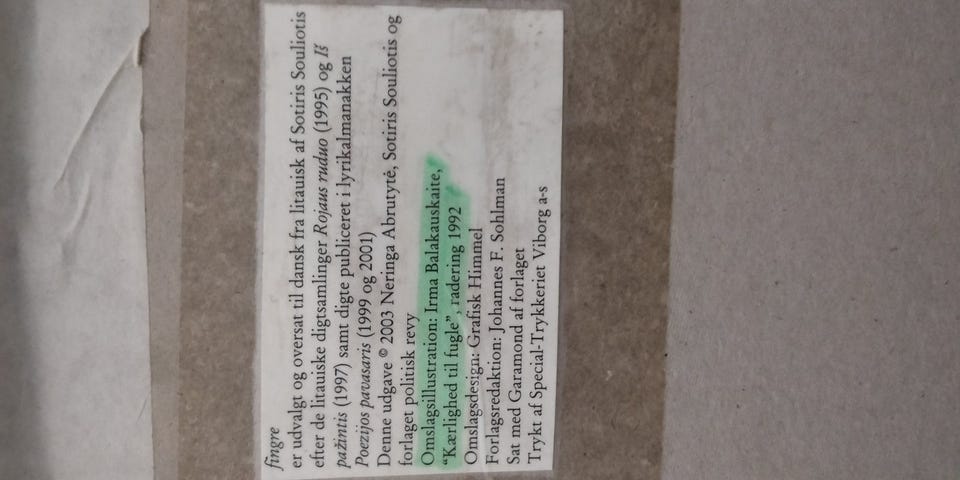 fingre
er udvalgt og oversat til dansk fra litauisk af Sotiris Souliotis
efter de litauiske digtsamlinger Rojaus ruduo (1995) og Iš
pažintis (1997) samt digte publiceret i lyrikalmanakken
Poezijos pavasaris (1999 og 2001)
Denne udgave © 2003 Neringa Abrutytė, Sotiris Souliotis og
forlaget politisk revy
Omslagsillustration: Irma Balakauskaite,
“Kærlighed til fugle”, radering 1992
Omslagsdesign: Grafisk Himmel
Forlagsredaktion: Johannes F. Sohlman
Sat med Garamond af forlaget
Trykt af Special-Trykkeriet Viborg a-s